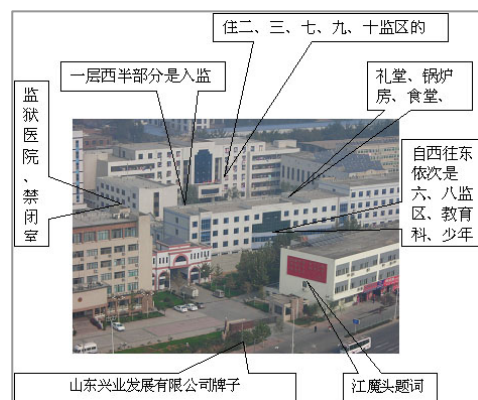 住二、三、七、九、十监区的
一层西半部分是入监
礼堂、锅炉
房、食堂、
监
狱
医
院
、
禁
闭
室
自西往东
依次是
六、八监
区、教育
科、少年
山东兴业发展有限公司牌子
江魔头题词